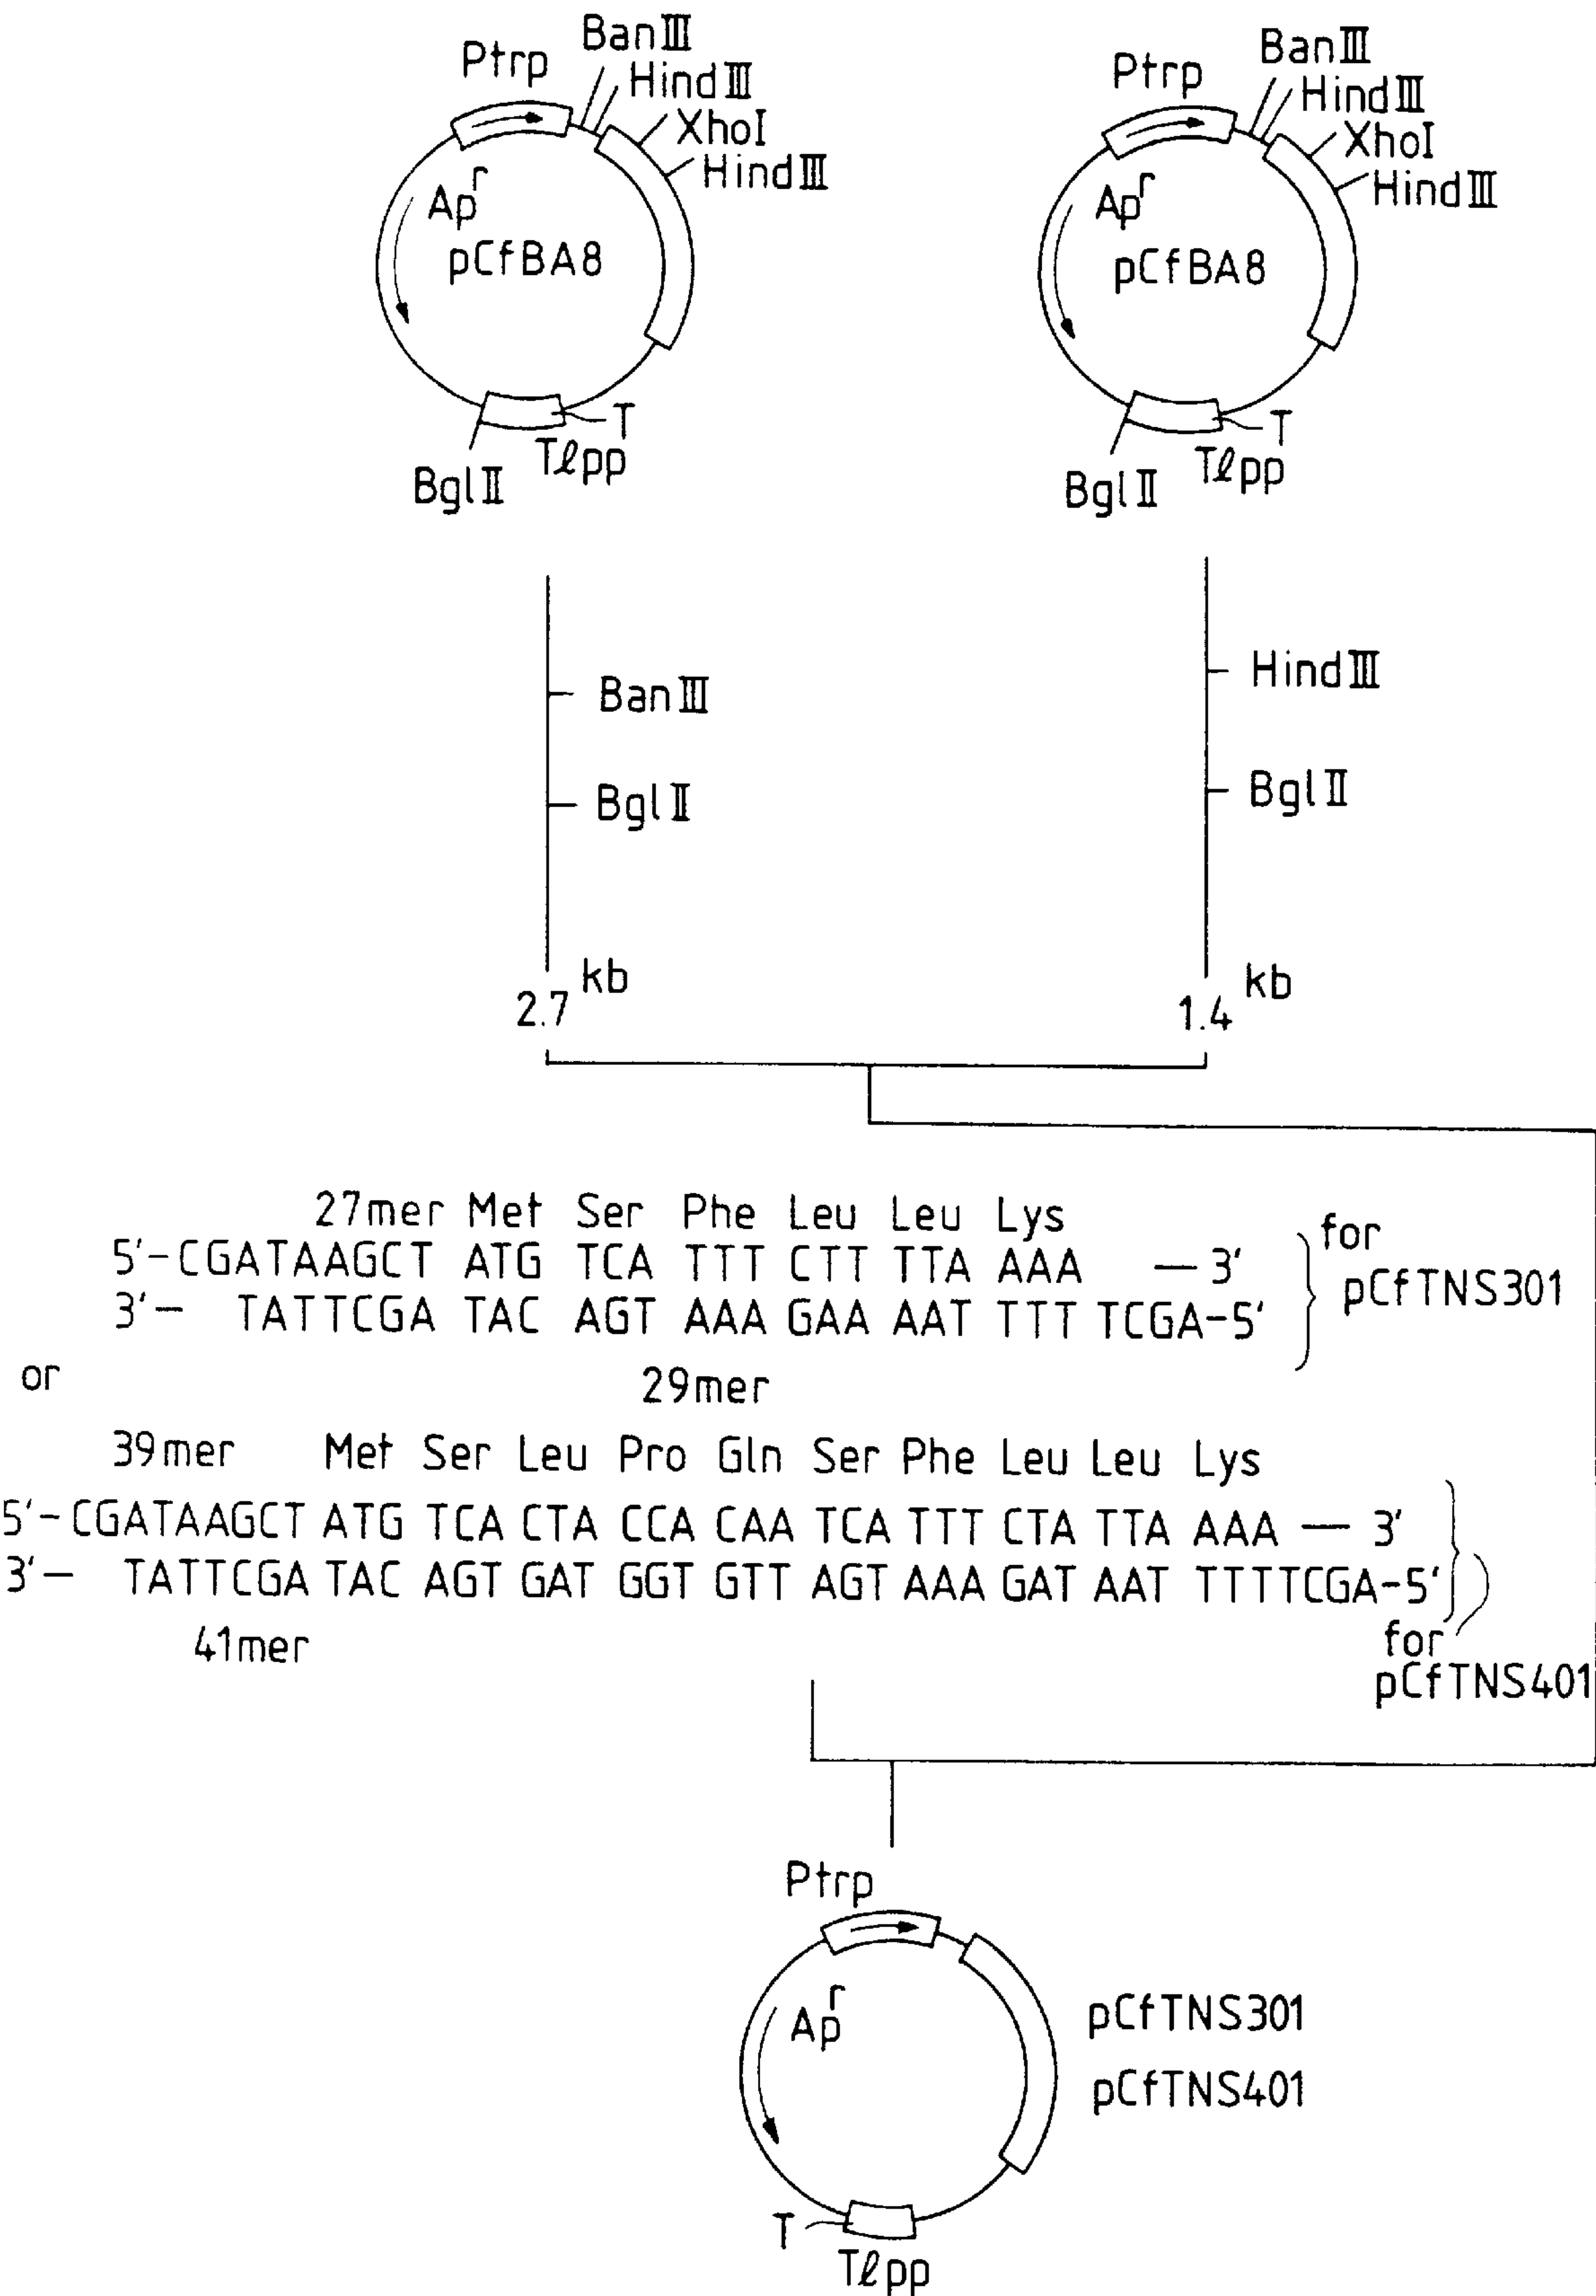 Ptrp
BanIII
HindIII
XhoI
HindIII
Apr
pCfBA8
T
Tlpp
BglII
Ptrp
BanIII
HindIII
XhoI
HindIII
Apr
pCfBA8
T
Tlpp
BglII
BanIII
BglII
2.7 kb
HindIII
BglII
1.4 kb
27mer Met Ser Phe Leu Leu Lys
5'-CGATAAGCT ATG TCA TTT CTT TTA AAA — 3'
3'— TATTCGA TAC AGT AAA GAA AAT TTT TCGA-5'
29mer
for
pCfTNS301
or
39mer Met Ser Leu Pro Gln Ser Phe Leu Leu Lys
5'-CGATAAGCT ATG TCA CTA CCA CAA TCA TTT CTA TTA AAA — 3'
3'— TATTCGA TAC AGT GAT GGT GTT AGT AAA GAT AAT TTTTCGA-5'
41mer
for
pCfTNS401
Ptrp
Apr
pCfTNS301
pCfTNS401
T
Tlpp